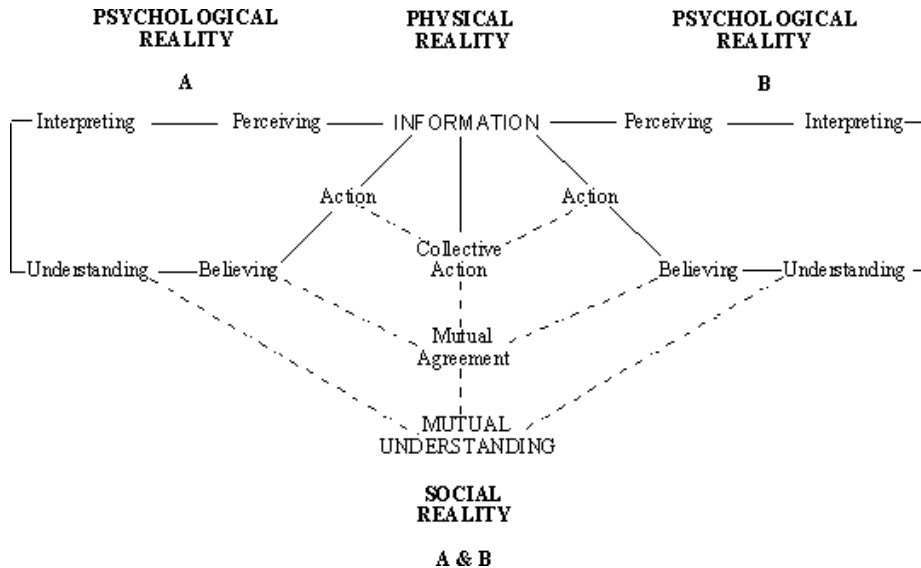 PSYCHOLOGICAL REALITY
PHYSICAL REALITY
PSYCHOLOGICAL REALITY
A
B
Interpreting
Perceiving
INFORMATION
Perceiving
Interpreting
Action
Action
Collective
Action
Understanding
Believing
Believing
Understanding
Mutual
Agreement
MUTUAL
UNDERSTANDING
SOCIAL
REALITY
A & B